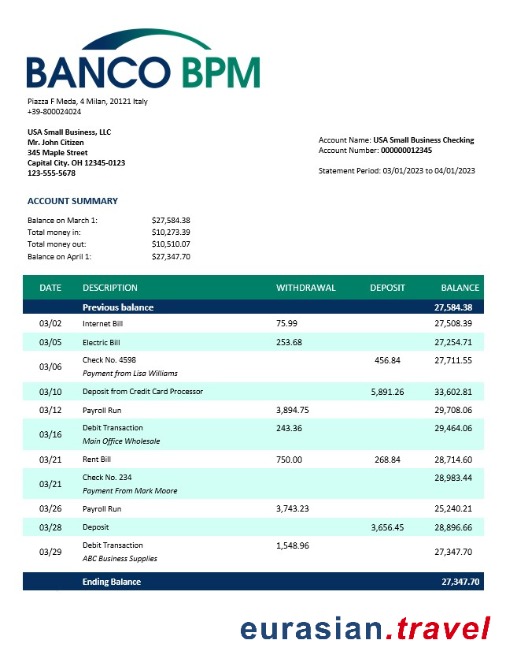 BANCO BPM
Piazza F Meda, 4 Milan, 20121 Italy
+39-800024024
USA Small Business, LLC
Mr. John Citizen
345 Maple Street
Capital City. OH 12345-0123
123-555-5678
Account Name: USA Small Business Checking
Account Number: 000000012345
Statement Period: 03/01/2023 to 04/01/2023
ACCOUNT SUMMARY
Balance on March 1: $27,584.38
Total money in: $10,273.39
Total money out: $10,510.07
Balance on April 1: $27,347.70
DATE DESCRIPTION WITHDRAWAL DEPOSIT BALANCE
Previous balance 27,584.38
03/02 Internet Bill 75.99 27,508.39
03/05 Electric Bill 253.68 27,254.71
03/06 Check No. 4598 456.84 27,711.55
Payment from Lisa Williams
03/10 Deposit from Credit Card Processor 5,891.26 33,602.81
03/12 Payroll Run 3,894.75 29,708.06
03/16 Debit Transaction 243.36 29,464.06
Main Office Wholesale
03/21 Rent Bill 750.00 268.84 28,714.60
03/21 Check No. 234 28,983.44
Payment From Mark Moore
03/26 Payroll Run 3,743.23 25,240.21
03/28 Deposit 3,656.45 28,896.66
03/29 Debit Transaction 1,548.96 27,347.70
ABC Business Supplies
Ending Balance 27,347.70
eurasian.travel